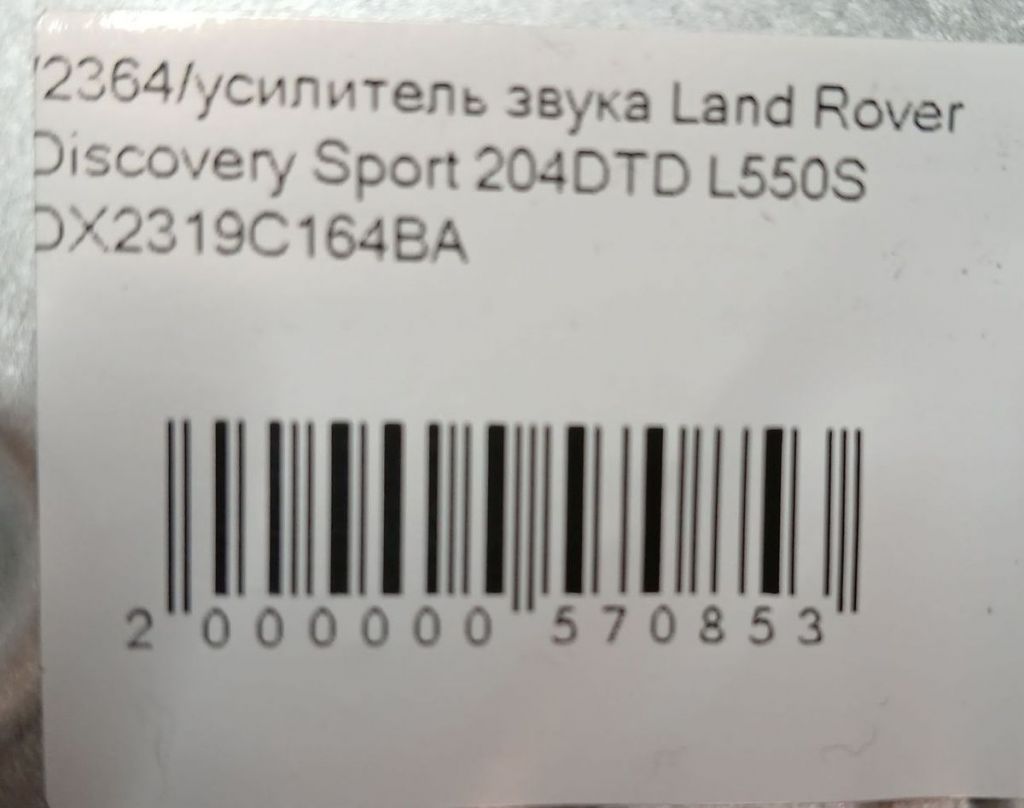 2364/усилитель звука Land Rover
Discovery Sport 204DTD L550S
DX2319C164BA
2 000000 570853